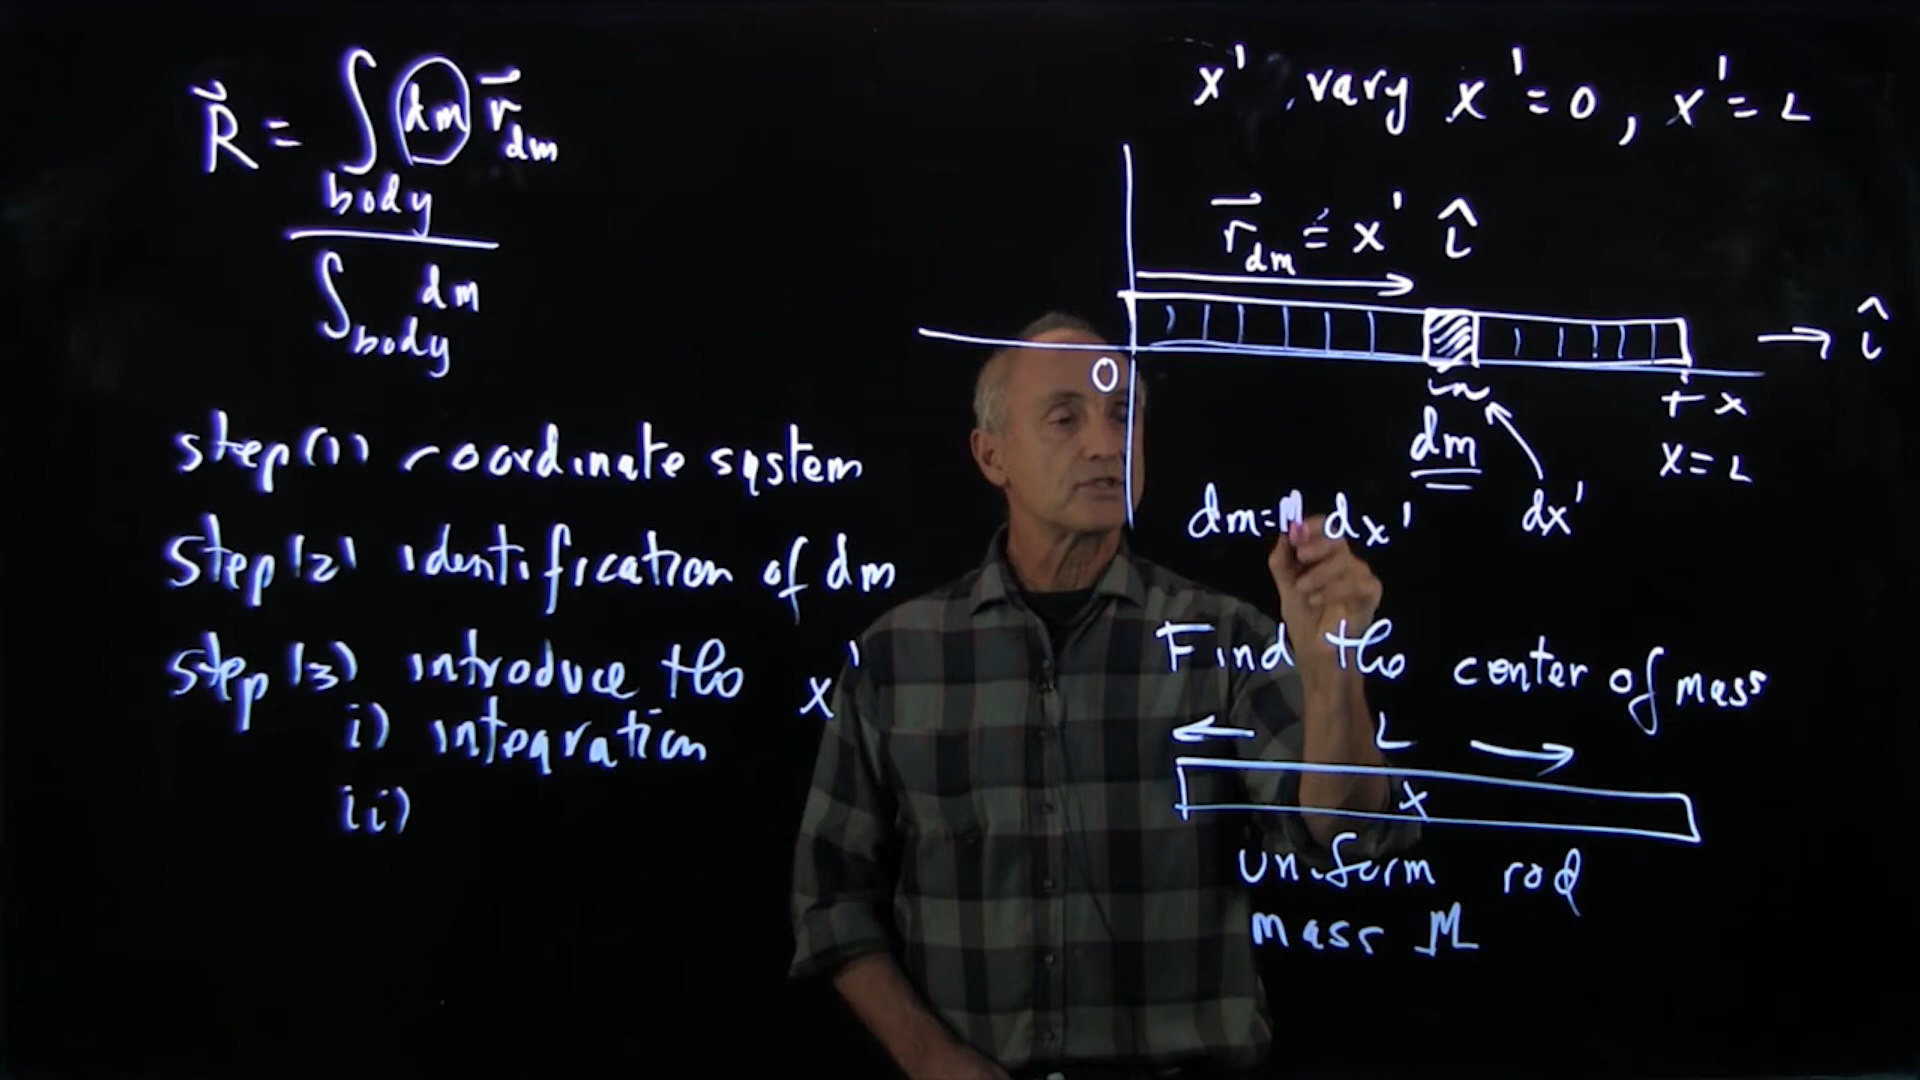 R⃗ = ∫body dm r⃗dm
∫body dm
step(1) coordinate system
step(2) identification of dm
step(3) introduce the x'
i) integration
ii)
x' vary x'=0, x'=L
r⃗dm = x' î
î
0
+x
dm
x=L
dm=M dx'
dx'
Find the center of mass
L
x
uniform rod
mass M